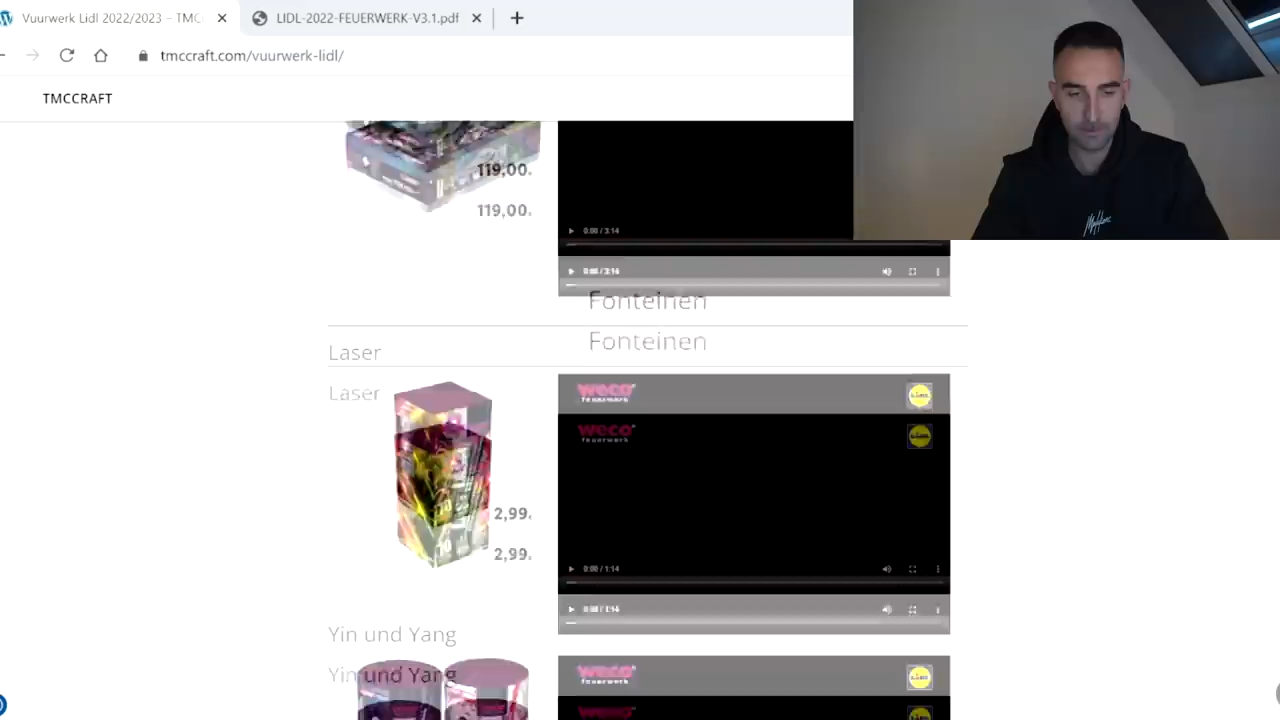 Vuurwerk Lidl 2022/2023 – TMC
LIDL-2022-FEUERWERK-V3.1.pdf
tmccraft.com/vuurwerk-lidl/
TMCCRAFT
119,00
119,00
0:00 / 3:14
0:00 / 3:14
Fonteinen
Fonteinen
Laser
Laser
weco
feuerwerk
weco
feuerwerk
2,99
2,99
0:00 / 1:14
0:00 / 1:14
Yin und Yang
Yin und Yang
weco
feuerwerk
weco